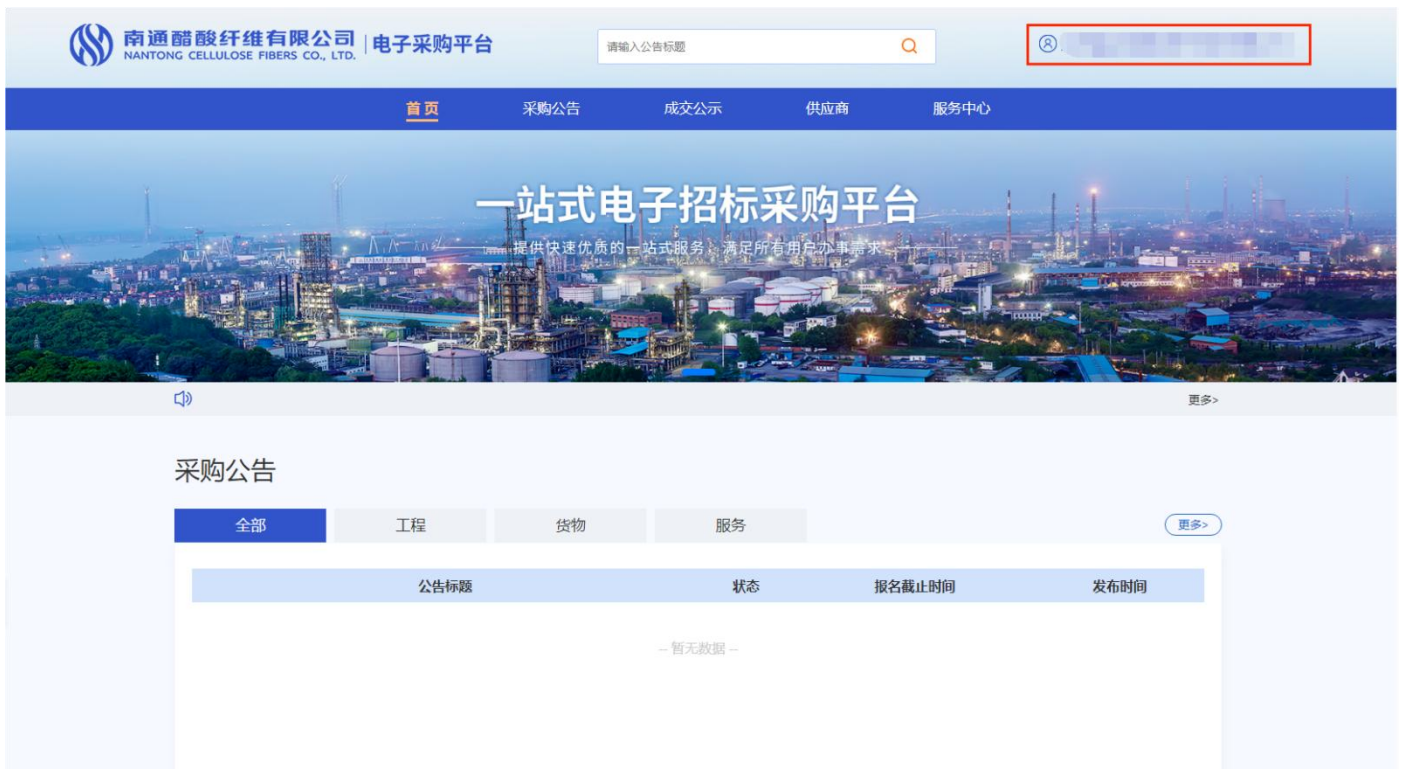 南通醋酸纤维有限公司
NANTONG CELLULOSE FIBERS CO., LTD.
电子采购平台
请输入公告标题
首页
采购公告
成交公示
供应商
服务中心
一站式电子招标采购平台
提供快速优质的一站式服务，满足所有用户办事需求
更多>
采购公告
全部
工程
货物
服务
更多>
公告标题
状态
报名截止时间
发布时间
-- 暂无数据 --